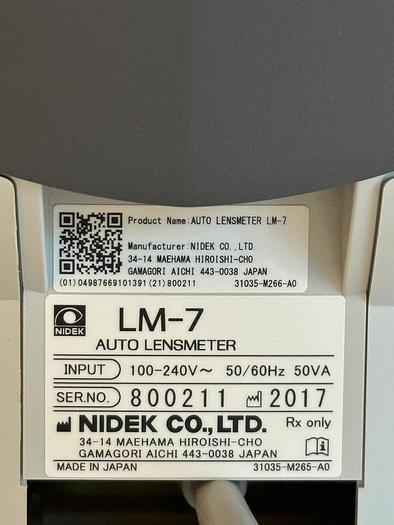 Product Name:AUTO LENSMETER LM-7
Manufacturer:NIDEK CO.,LTD.
34-14 MAEHAMA HIROISHI-CHO
GAMAGORI AICHI 443-0038 JAPAN
(01)04987669101391(21)800211 31035-M266-A0
NIDEK
LM-7
AUTO LENSMETER
INPUT 100-240V～ 50/60Hz 50VA
SER.NO. 800211 2017
NIDEK CO.,LTD. Rx only
34-14 MAEHAMA HIROISHI-CHO
GAMAGORI AICHI 443-0038 JAPAN
MADE IN JAPAN 31035-M265-A0